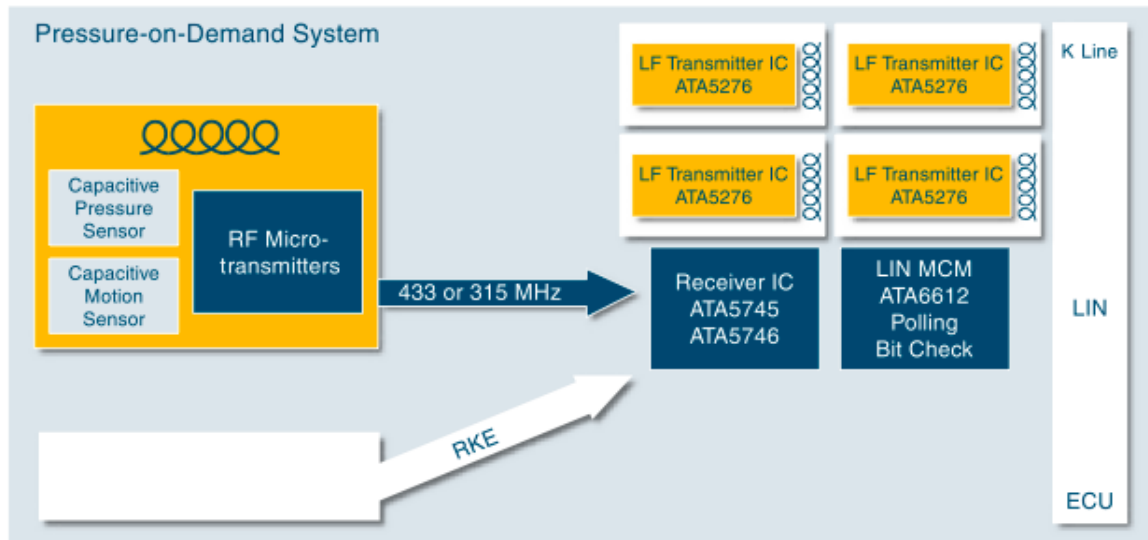 Pressure-on-Demand System
Capacitive
Pressure
Sensor
Capacitive
Motion
Sensor
RF Micro-
transmitters
433 or 315 MHz
RKE
LF Transmitter IC
ATA5276
LF Transmitter IC
ATA5276
LF Transmitter IC
ATA5276
LF Transmitter IC
ATA5276
Receiver IC
ATA5745
ATA5746
LIN MCM
ATA6612
Polling
Bit Check
K Line
LIN
ECU